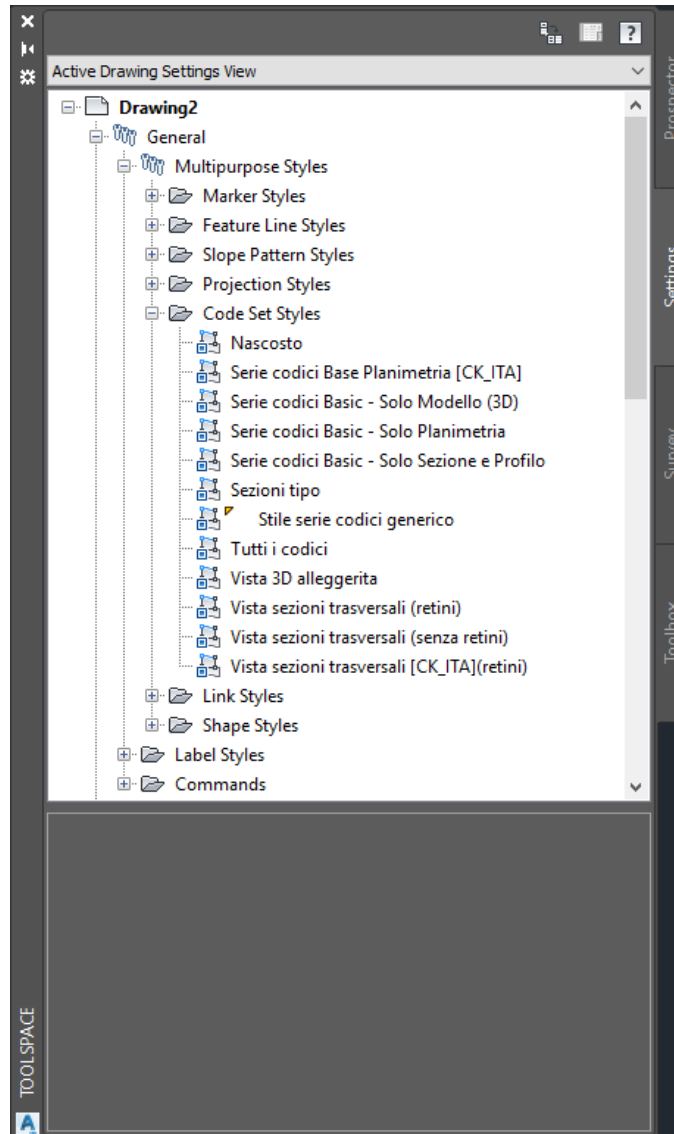 Active Drawing Settings View
Drawing2
General
Multipurpose Styles
Marker Styles
Feature Line Styles
Slope Pattern Styles
Projection Styles
Code Set Styles
Nascosto
Serie codici Base Planimetria [CK_ITA]
Serie codici Basic - Solo Modello (3D)
Serie codici Basic - Solo Planimetria
Serie codici Basic - Solo Sezione e Profilo
Sezioni tipo
Stile serie codici generico
Tutti i codici
Vista 3D alleggerita
Vista sezioni trasversali (retini)
Vista sezioni trasversali (senza retini)
Vista sezioni trasversali [CK_ITA](retini)
Link Styles
Shape Styles
Label Styles
Commands
Prospector
Settings
Survey
Toolbox
TOOLSPACE